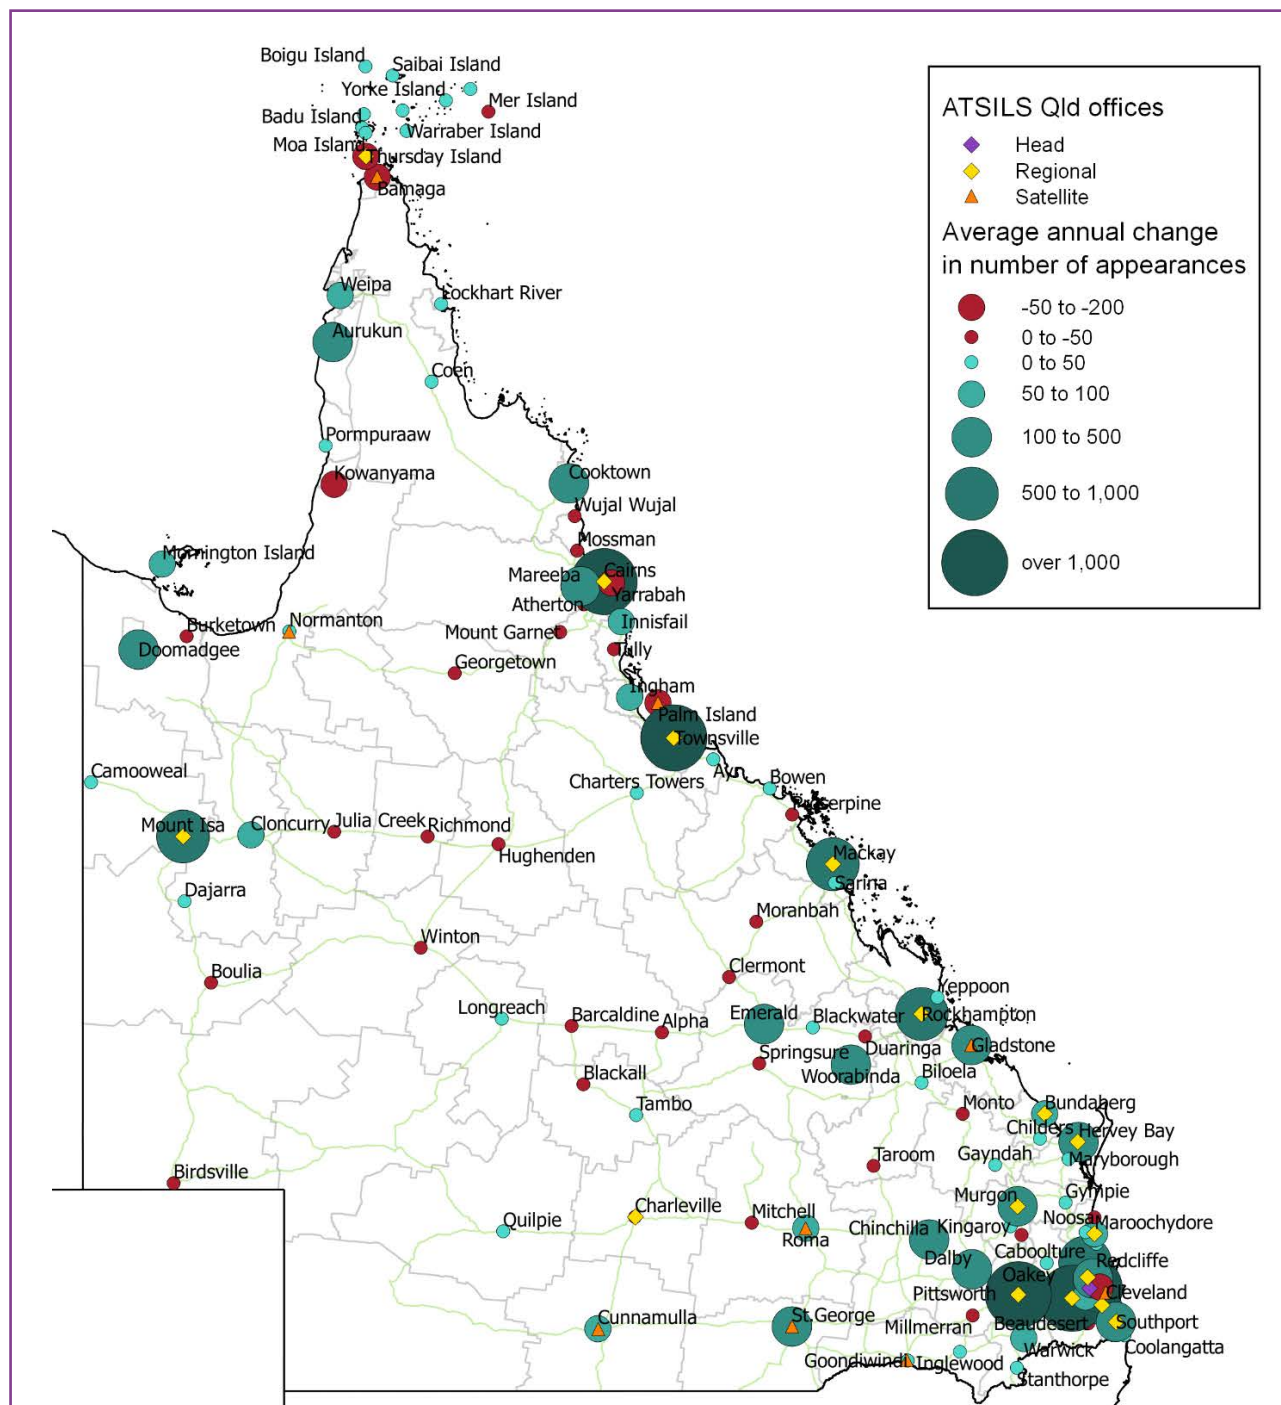 Boigu Island
Saibai Island
Yorke Island
Mer Island
Badu Island
Warraber Island
Moa Island
Thursday Island
Bamaga
Weipa
Lockhart River
Aurukun
Coen
Pormpuraaw
Kowanyama
Cooktown
Wujal Wujal
Mossman
Mornington Island
Cairns
Mareeba
Yarrabah
Atherton
Innisfail
Normanton
Burketown
Mount Garnet
Doomadgee
Tully
Georgetown
Ingham
Palm Island
Townsville
Camooweal
Ay
Charters Towers
Bowen
Proserpine
Mount Isa
Cloncurry
Julia Creek
Richmond
Hughenden
Mackay
Sarina
Dajarra
Moranbah
Winton
Clermont
Boulia
Yeppoon
Longreach
Barcaldine
Alpha
Emerald
Blackwater
Rockhampton
Duaringa
Gladstone
Springsure
Woorabinda
Biloela
Blackall
Tambo
Monto
Bundaberg
Childers
Hervey Bay
Taroom
Gayndah
Maryborough
Birdsville
Murgon
Gympie
Charleville
Mitchell
Quilpie
Roma
Chinchilla
Kingaroy
Noosa
Maroochydore
Caboolture
Dalby
Redcliffe
Oakey
Pittsworth
Cleveland
Cunnamulla
St.George
Millmerran
Beaudesert
Southport
Warwick
Coolangatta
Goondiwindi
Inglewood
Stanthorpe
ATSILS Qld offices
Head
Regional
Satellite
Average annual change
in number of appearances
-50 to -200
0 to -50
0 to 50
50 to 100
100 to 500
500 to 1,000
over 1,000